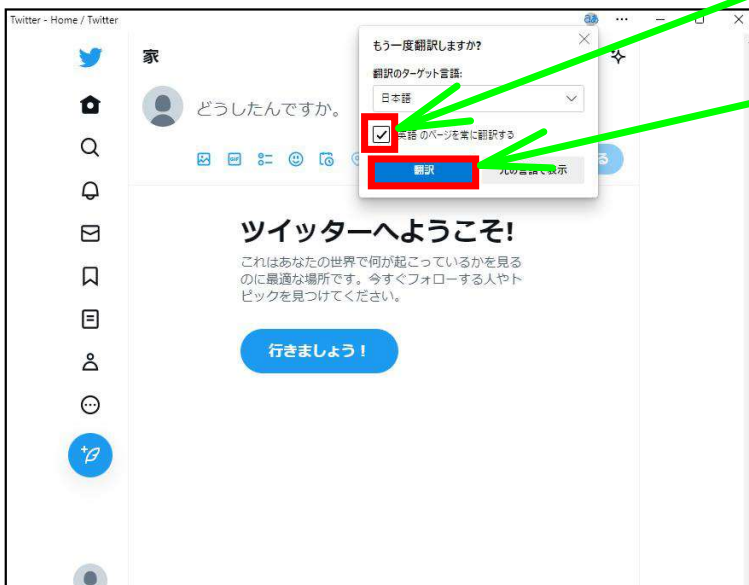 Twitter - Home / Twitter
家
もう一度翻訳しますか?
翻訳のターゲット言語:
日本語
英語 のページを常に翻訳する
翻訳
元の言語で表示
どうしたんですか。
GIF
る
ツイッターへようこそ!
これはあなたの世界で何が起こっているかを見る
のに最適な場所です。今すぐフォローする人やト
ピックを見つけてください。
行きましょう!